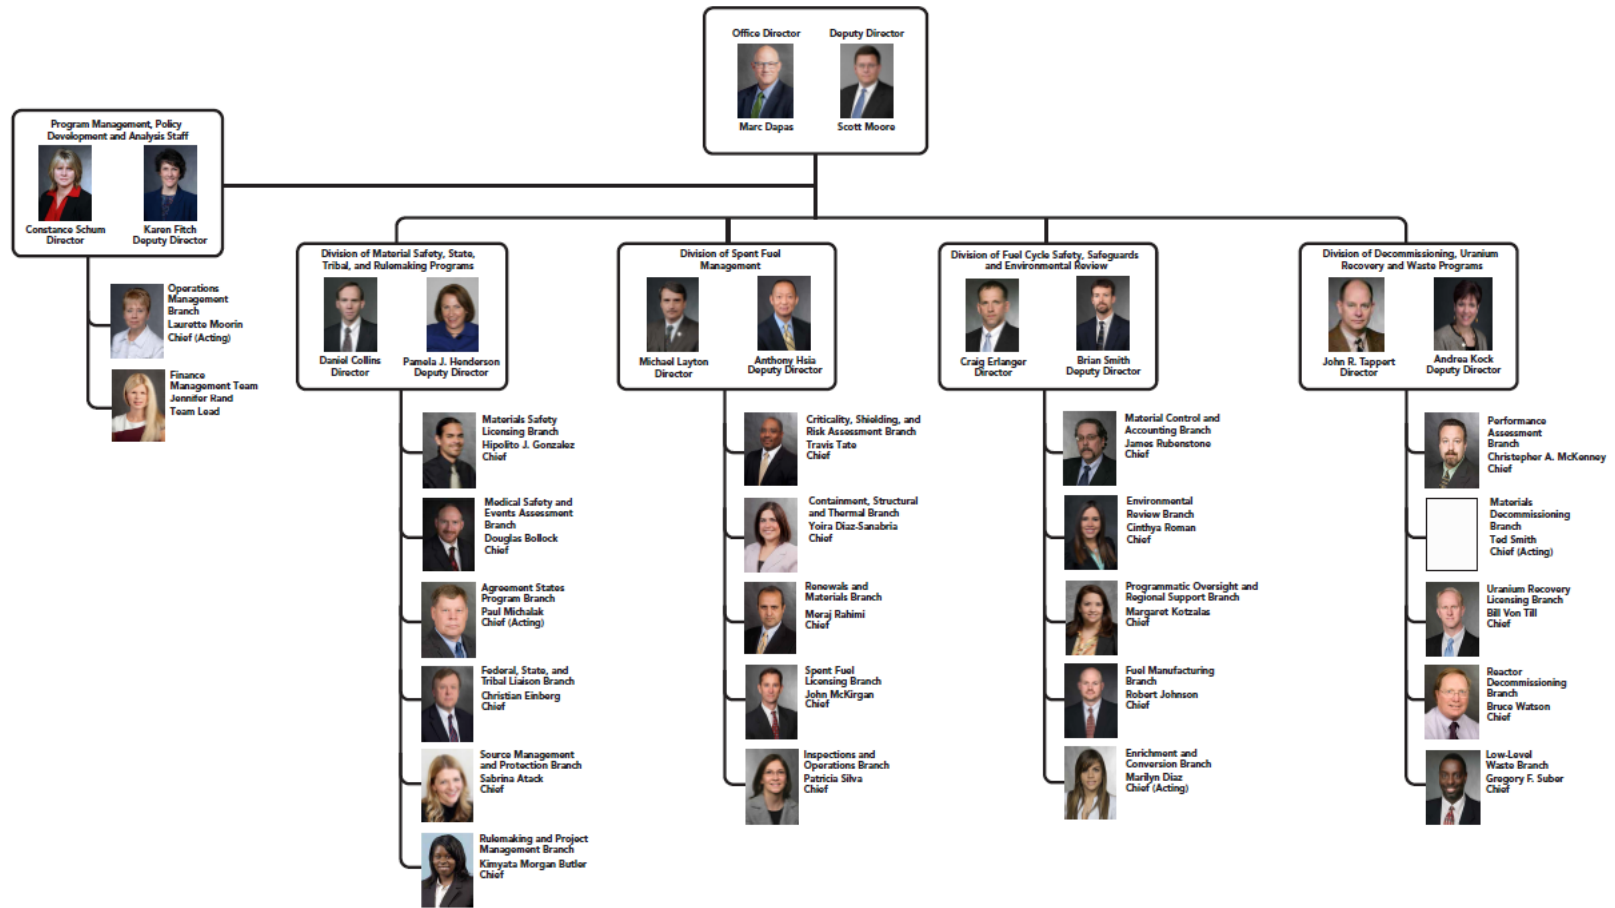 Office Director
Deputy Director
Marc Dapas
Scott Moore
Program Management, Policy
Development and Analysis Staff
Constance Schum
Director
Karen Fitch
Deputy Director
Operations
Management
Branch
Laurette Moorin
Chief (Acting)
Finance
Management Team
Jennifer Rand
Team Lead
Division of Material Safety, State,
Tribal, and Rulemaking Programs
Daniel Collins
Director
Pamela J. Henderson
Deputy Director
Materials Safety
Licensing Branch
Hipolito J. Gonzalez
Chief
Medical Safety and
Events Assessment
Branch
Douglas Bollock
Chief
Agreement States
Program Branch
Paul Michalak
Chief (Acting)
Federal, State, and
Tribal Liaison Branch
Christian Einberg
Chief
Source Management
and Protection Branch
Sabrina Atack
Chief
Rulemaking and Project
Management Branch
Kimyata Morgan Butler
Chief
Division of Spent Fuel
Management
Michael Layton
Director
Anthony Hsia
Deputy Director
Criticality, Shielding, and
Risk Assessment Branch
Travis Tate
Chief
Containment, Structural
and Thermal Branch
Yoira Diaz-Sanabria
Chief
Renewals and
Materials Branch
Meraj Rahimi
Chief
Spent Fuel
Licensing Branch
John McKirgan
Chief
Inspections and
Operations Branch
Patricia Silva
Chief
Division of Fuel Cycle Safety, Safeguards
and Environmental Review
Craig Erlanger
Director
Brian Smith
Deputy Director
Material Control and
Accounting Branch
James Rubenstone
Chief
Environmental
Review Branch
Cinthya Roman
Chief
Programmatic Oversight and
Regional Support Branch
Margaret Kotzalas
Chief
Fuel Manufacturing
Branch
Robert Johnson
Chief
Enrichment and
Conversion Branch
Marilyn Diaz
Chief (Acting)
Division of Decommissioning, Uranium
Recovery and Waste Programs
John R. Tappert
Director
Andrea Kock
Deputy Director
Performance
Assessment
Branch
Christopher A. McKenney
Chief
Materials
Decommissioning
Branch
Ted Smith
Chief (Acting)
Uranium Recovery
Licensing Branch
Bill Von Till
Chief
Reactor
Decommissioning
Branch
Bruce Watson
Chief
Low-Level
Waste Branch
Gregory F. Suber
Chief